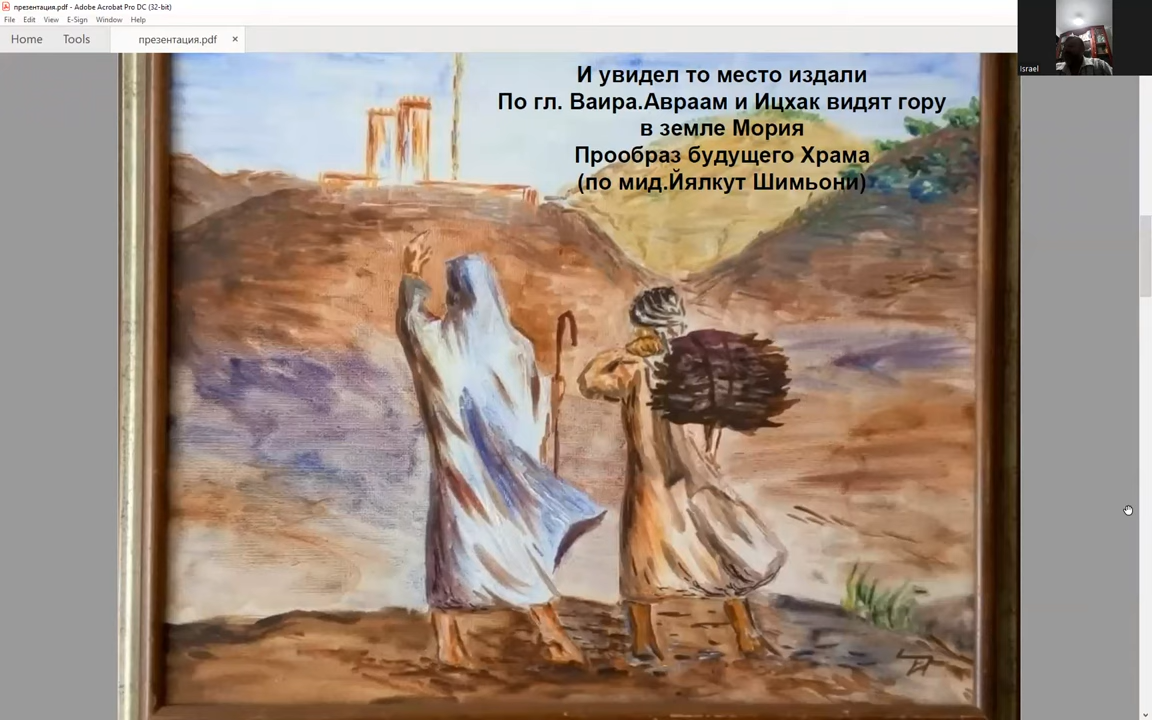 презентация.pdf - Adobe Acrobat Pro DC (32-bit)
File Edit View E-Sign Window Help
Home Tools презентация.pdf ×
Israel
И увидел то место издали
По гл. Ваира.Авраам и Ицхак видят гору
в земле Мория
Прообраз будущего Храма
(по мид.Йялкут Шимьони)